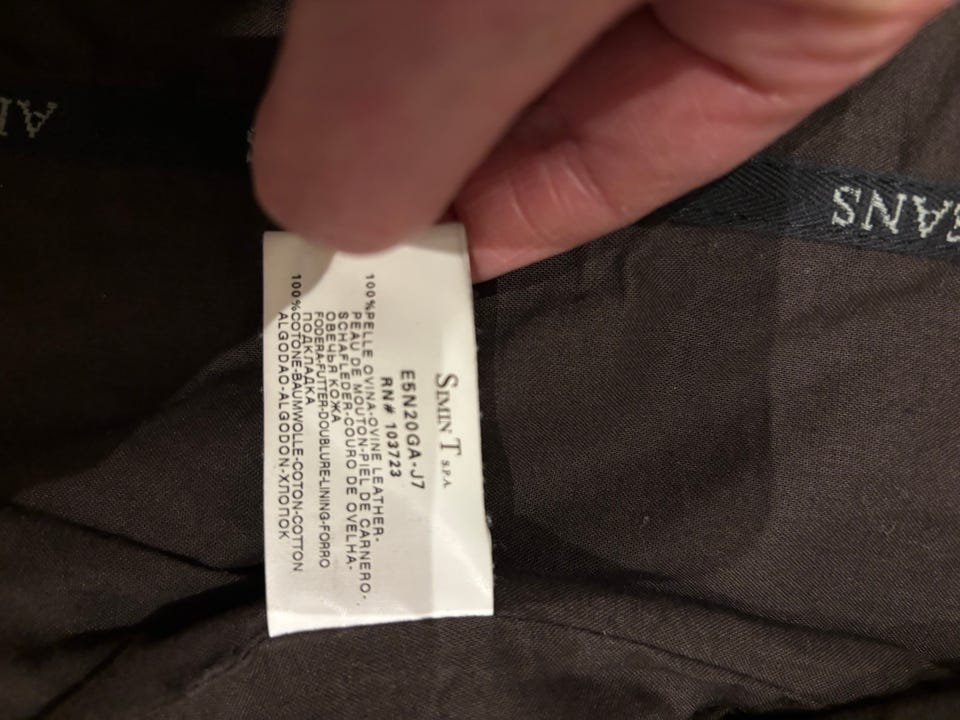 SIMIN T S.P.A.
E5N20GA-J7
RN# 103723
100%PELLE OVINA-OVINE LEATHER-
PEAU DE MOUTON-PIEL DE CARNERO-
SCHAFLEDER-COURO DE OVELHA-
ОВЕЧЬЯ КОЖА
FODERA-FUTTER-DOUBLURE-LINING-FORRO
ПОДКЛАДКА
100%COTONE-BAUMWOLLE-COTON-COTTON
ALGODAO-ALGODON-ХЛОПОК